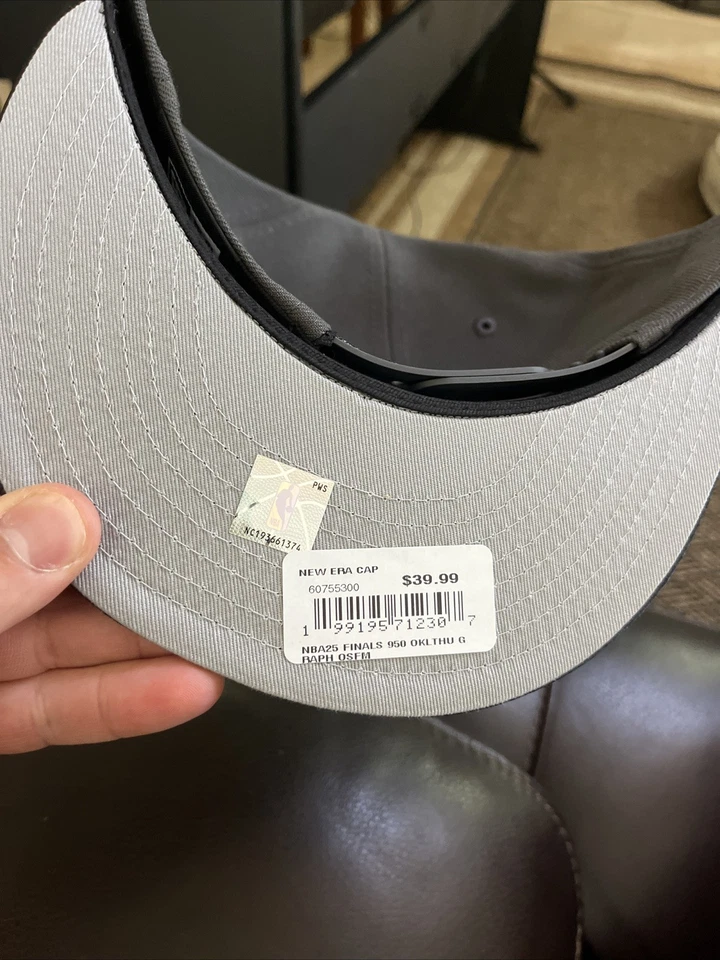 PWS
NC193661374
NEW ERA CAP
$39.99
60755300
1 99195 71230 7
NBA25 FINALS 950 OKLTHU G
RAPH OSFM